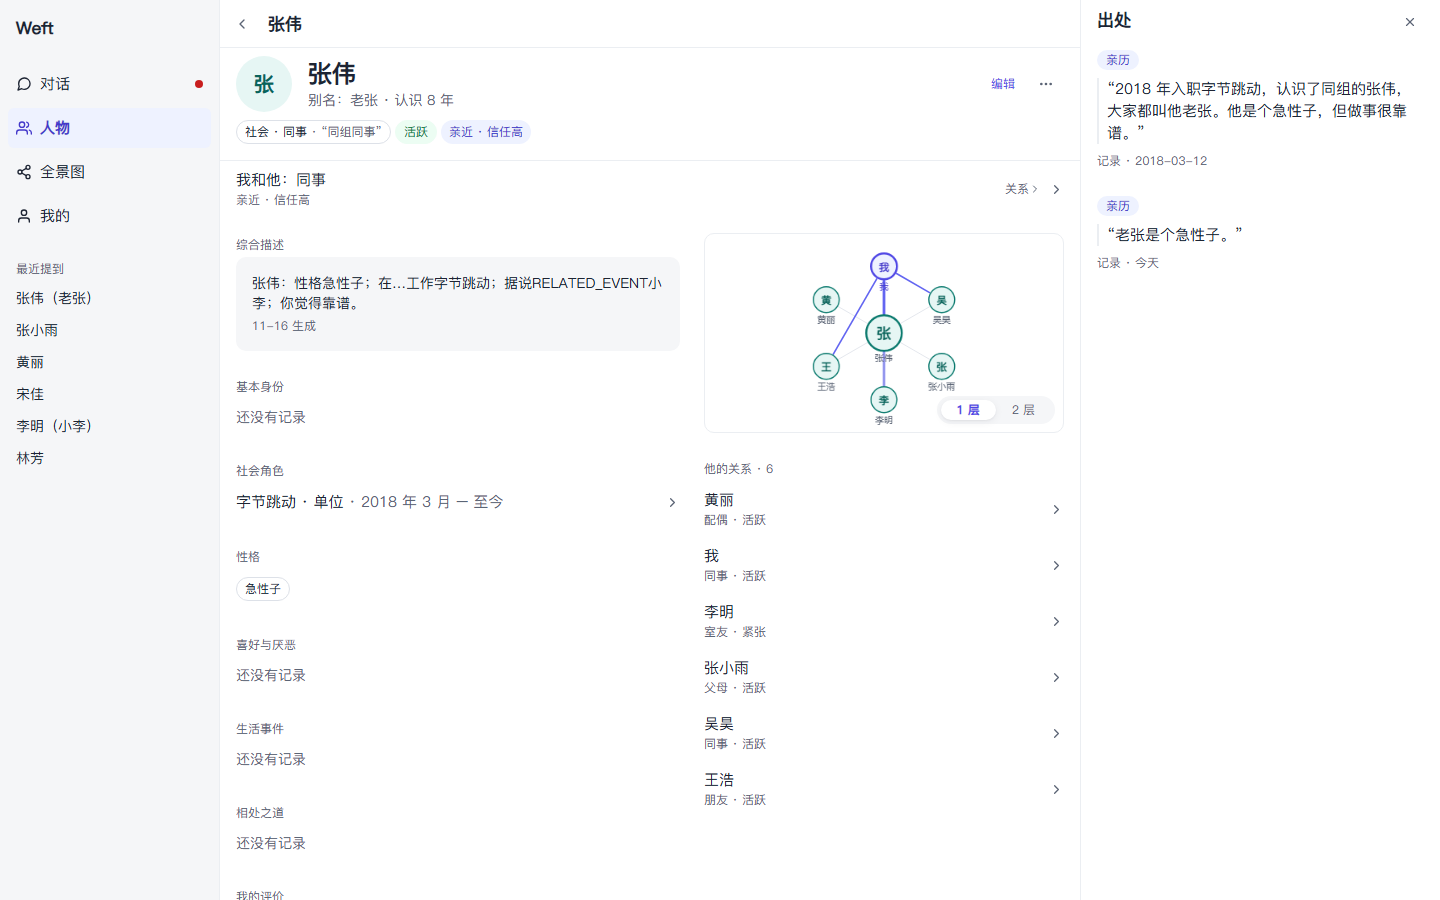 Weft
对话
人物
全景图
我的
最近提到
张伟（老张）
张小雨
黄丽
宋佳
李明（小李）
林芳
张伟
张
张伟
别名：老张 · 认识 8 年
编辑
社会 · 同事 · “同组同事”
活跃
亲近 · 信任高
我和他：同事
亲近 · 信任高
关系
综合描述
张伟：性格急性子；在…工作字节跳动；据说RELATED_EVENT小
李；你觉得靠谱。
11-16 生成
基本身份
还没有记录
社会角色
字节跳动 · 单位 · 2018 年 3 月 — 至今
性格
急性子
喜好与厌恶
还没有记录
生活事件
还没有记录
相处之道
还没有记录
我的评价
我
我
黄
黄丽
吴
吴昊
张
张伟
王
王浩
张
张小雨
李
李明
1 层
2 层
他的关系 · 6
黄丽
配偶 · 活跃
我
同事 · 活跃
李明
室友 · 紧张
张小雨
父母 · 活跃
吴昊
同事 · 活跃
王浩
朋友 · 活跃
出处
亲历
“2018 年入职字节跳动，认识了同组的张伟，
大家都叫他老张。他是个急性子，但做事很靠
谱。”
记录 · 2018-03-12
亲历
“老张是个急性子。”
记录 · 今天